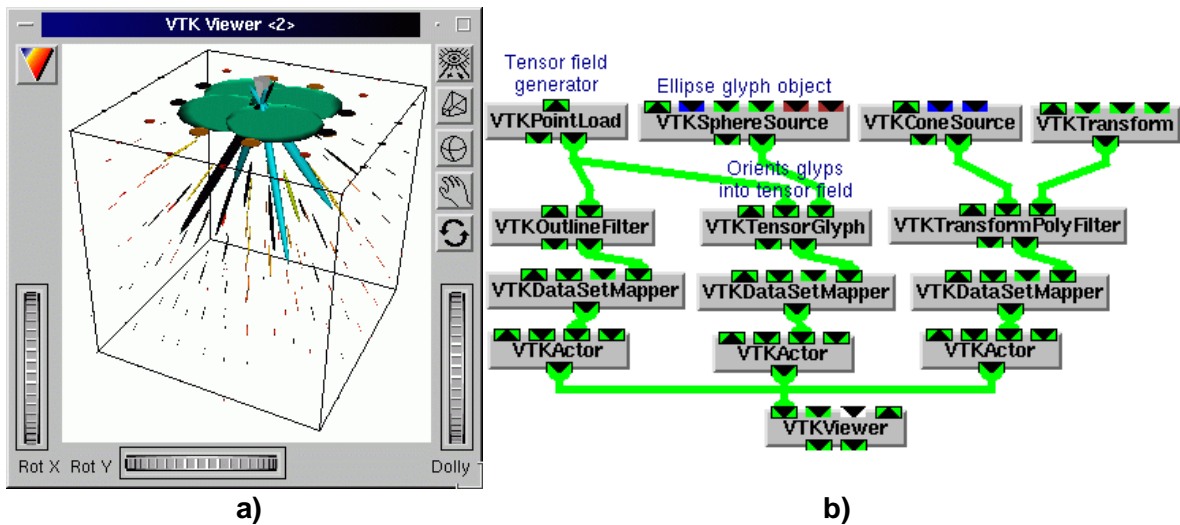 VTK Viewer <2>
Rot X Rot Y
Dolly
a)
Tensor field
generator
Ellipse glyph object
VTKPointLoad
VTKSphereSource
VTKConeSource
VTKTransform
Orients glyps
into tensor field
VTKOutlineFilter
VTKTensorGlyph
VTKTransformPolyFilter
VTKDataSetMapper
VTKDataSetMapper
VTKDataSetMapper
VTKActor
VTKActor
VTKActor
VTKViewer
b)